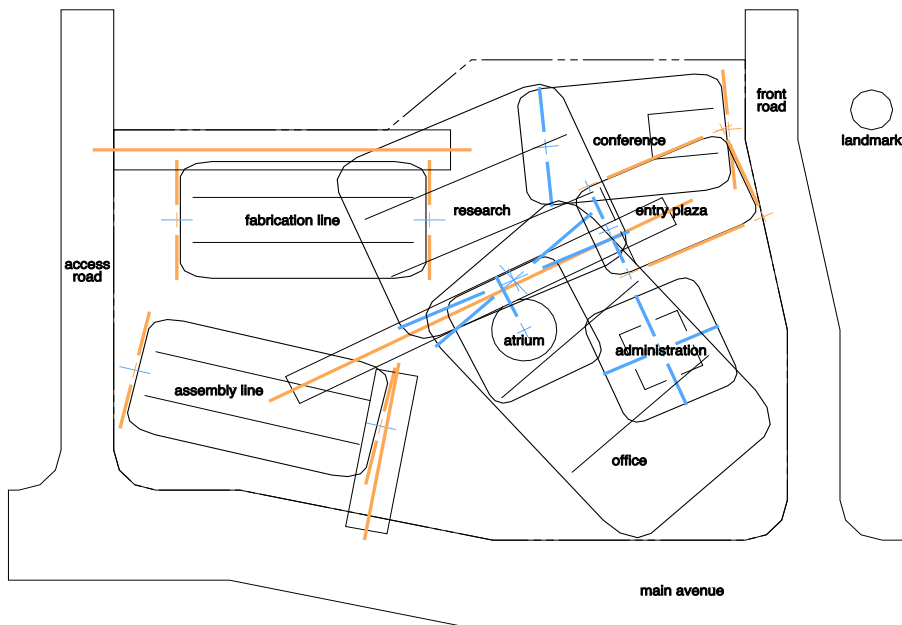 front
road
conference
landmark
research
entry plaza
fabrication line
access
road
atrium
administration
assembly line
office
main avenue